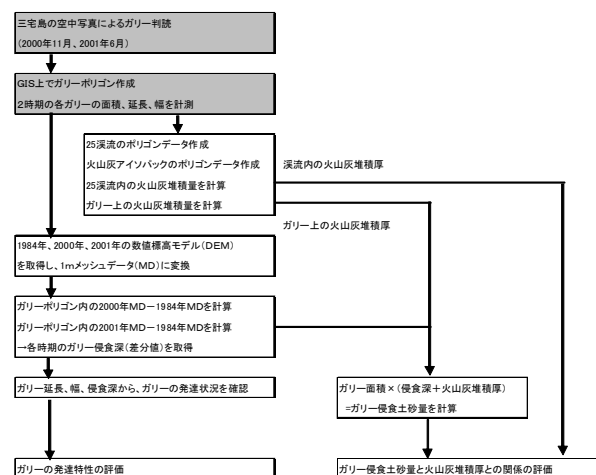 三宅島の空中写真によるガリー判読
(2000年11月、2001年6月)
GIS上でガリーポリゴン作成
2時期の各ガリーの面積、延長、幅を計測
25渓流のポリゴンデータ作成
火山灰アイソパックのポリゴンデータ作成
25渓流内の火山灰堆積量を計算
ガリー上の火山灰堆積量を計算
渓流内の火山灰堆積厚
ガリー上の火山灰堆積厚
1984年、2000年、2001年の数値標高モデル(DEM)
を取得し、1mメッシュデータ(MD)に変換
ガリーポリゴン内の2000年MD－1984年MDを計算
ガリーポリゴン内の2001年MD－1984年MDを計算
→各時期のガリー侵食深(差分値)を取得
ガリー延長、幅、侵食深から、ガリーの発達状況を確認
ガリー面積×(侵食深＋火山灰堆積厚)
=ガリー侵食土砂量を計算
ガリーの発達特性の評価
ガリー侵食土砂量と火山灰堆積厚との関係の評価